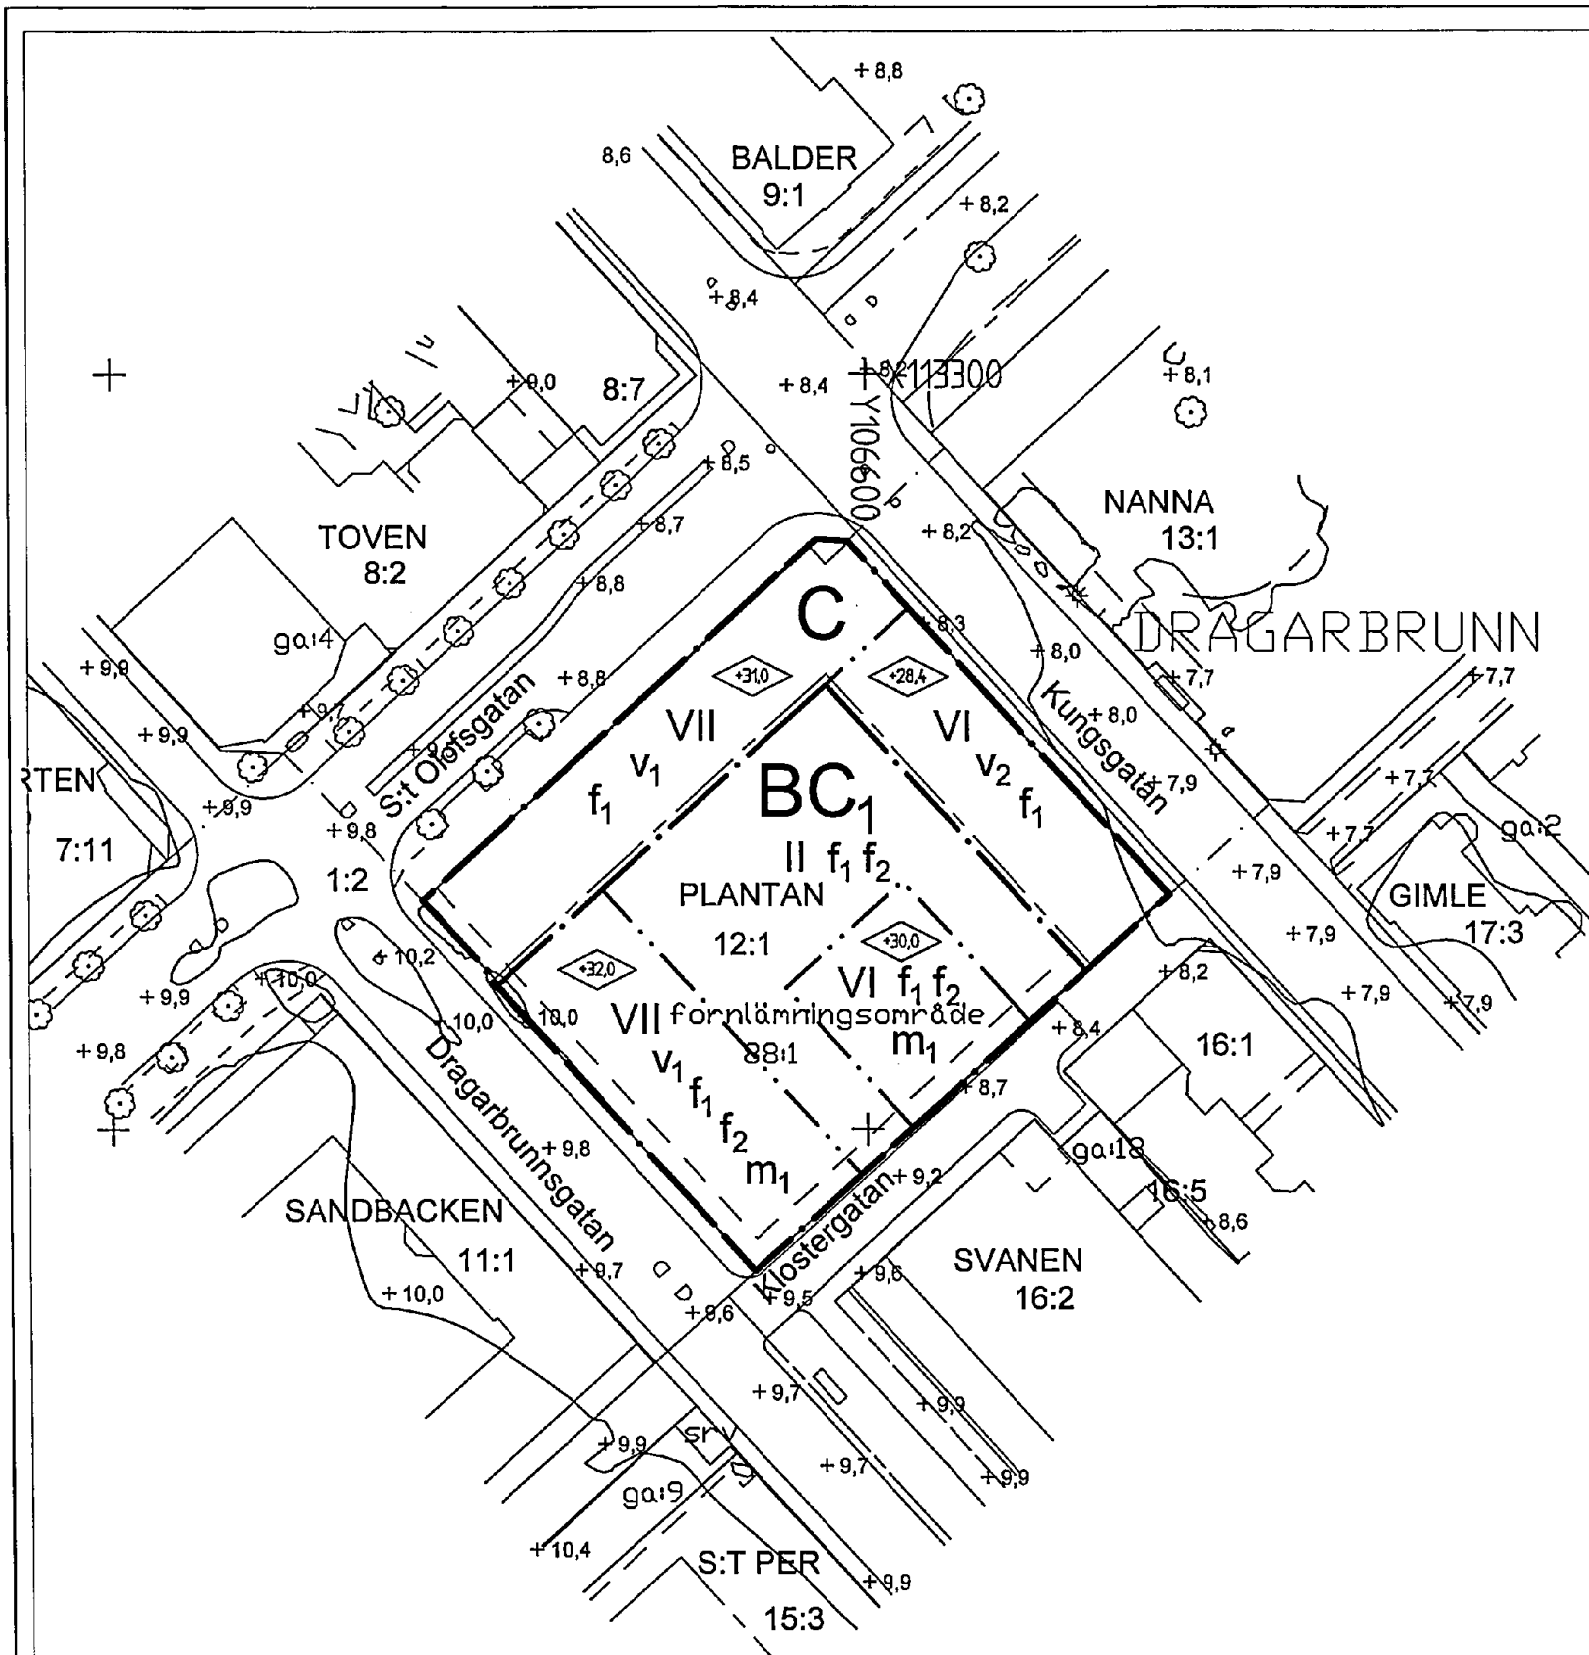 + 8,8
BALDER
9:1
8,6
+ 8,2
+ 8,4
+ 9,0
8:7
+ 8,4
X113300
+ 8,1
Y106600
+ 8,5
TOVEN
8:2
+ 8,7
+ 8,2
NANNA
13:1
+ 8,8
C
+ 8,3
DRAGARBRUNN
ga:4
+ 8,0
+ 9,9
+ 8,8
+31,0
+28,4
+ 7,7
+ 7,7
S:t Olofsgatan
Kungsgatan
+ 8,0
+ 9,9
VII
VI
v1
v2
f1
f1
BC1
+ 7,9
+ 7,7
RTEN
7:11
+ 9,9
+ 9,8
+ 7,7
ga:2
1:2
II f1 f2
PLANTAN
12:1
+ 7,9
GIMLE
17:3
+ 10,2
+32,0
+30,0
+ 7,9
+ 10,0
+ 8,2
+ 9,9
VI f1 f2
+ 7,9
+ 7,9
+ 10,0
10,0
VII
fornlämningsområde
88:1
m1
+ 8,4
16:1
+ 9,8
Dragarbrunnsgatan
v1
f1
f2
m1
+ 8,7
+ 9,8
Klostergatan
+ 9,2
ga:18
16:5
+ 8,6
SANDBACKEN
11:1
+ 10,0
+ 9,7
+ 9,6
+ 9,5
+ 9,6
SVANEN
16:2
+ 9,7
+ 9,9
srv
+ 9,9
+ 9,7
+ 9,9
ga:9
+ 10,4
S:T PER
15:3
+ 9,9